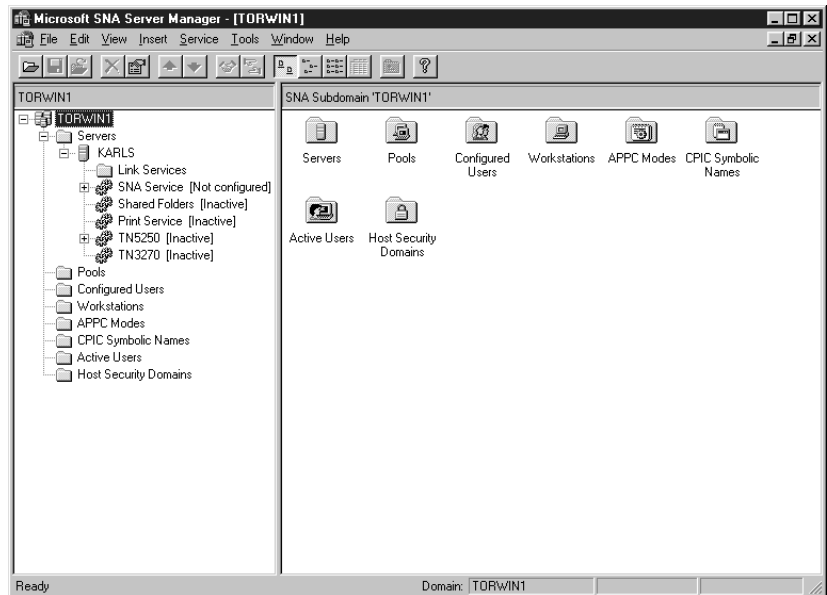 Microsoft SNA Server Manager - [TORWIN1]
File Edit View Insert Service Tools Window Help
TORWIN1
SNA Subdomain 'TORWIN1'
TORWIN1
Servers
KARLS
Link Services
SNA Service [Not configured]
Shared Folders [Inactive]
Print Service [Inactive]
TN5250 [Inactive]
TN3270 [Inactive]
Pools
Configured Users
Workstations
APPC Modes
CPIC Symbolic Names
Active Users
Host Security Domains
Servers
Pools
Configured Users
Workstations
APPC Modes
CPIC Symbolic Names
Active Users
Host Security Domains
Ready
Domain: TORWIN1